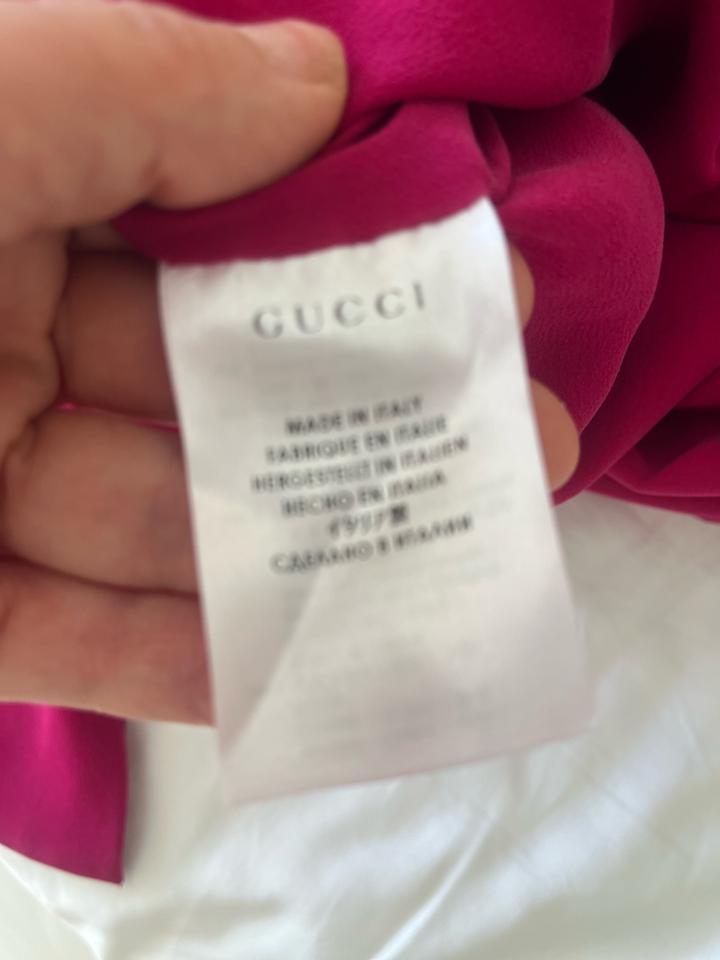 GUCCI
MADE IN ITALY
FABRIQUE EN ITALIE
HERGESTELLT IN ITALIEN
HECHO EN ITALIA
イタリア製
СДЕЛАНО В ИТАЛИИ